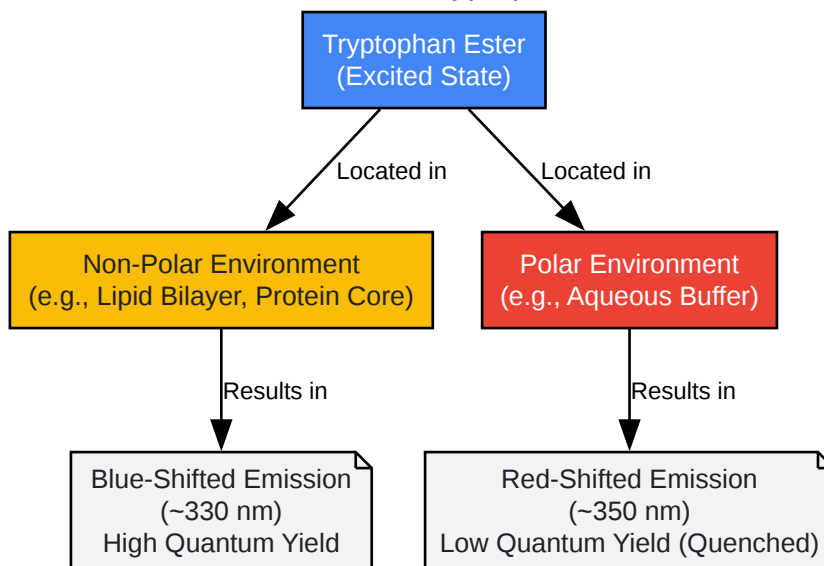 Tryptophan Ester
(Excited State)
Located in
Located in
Non-Polar Environment
(e.g., Lipid Bilayer, Protein Core)
Polar Environment
(e.g., Aqueous Buffer)
Results in
Results in
Blue-Shifted Emission
(~330 nm)
High Quantum Yield
Red-Shifted Emission
(~350 nm)
Low Quantum Yield (Quenched)